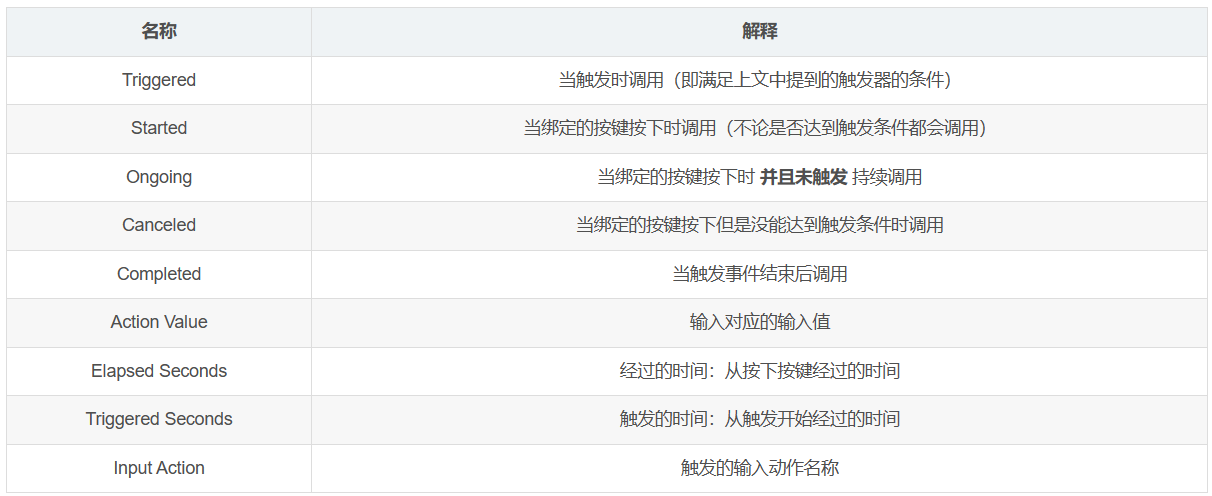 名称 解释
Triggered 当触发时调用（即满足上文中提到的触发器的条件）
Started 当绑定的按键按下时调用（不论是否达到触发条件都会调用）
Ongoing 当绑定的按键按下时 并且未触发 持续调用
Canceled 当绑定的按键按下但是没能达到触发条件时调用
Completed 当触发事件结束后调用
Action Value 输入对应的输入值
Elapsed Seconds 经过的时间：从按下按键经过的时间
Triggered Seconds 触发的时间：从触发开始经过的时间
Input Action 触发的输入动作名称